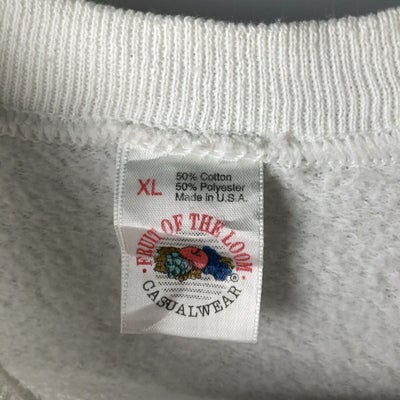 XL
50% Cotton
50% Polyester
Made in U.S.A.
FRUIT OF THE LOOM
®
CASUALWEAR